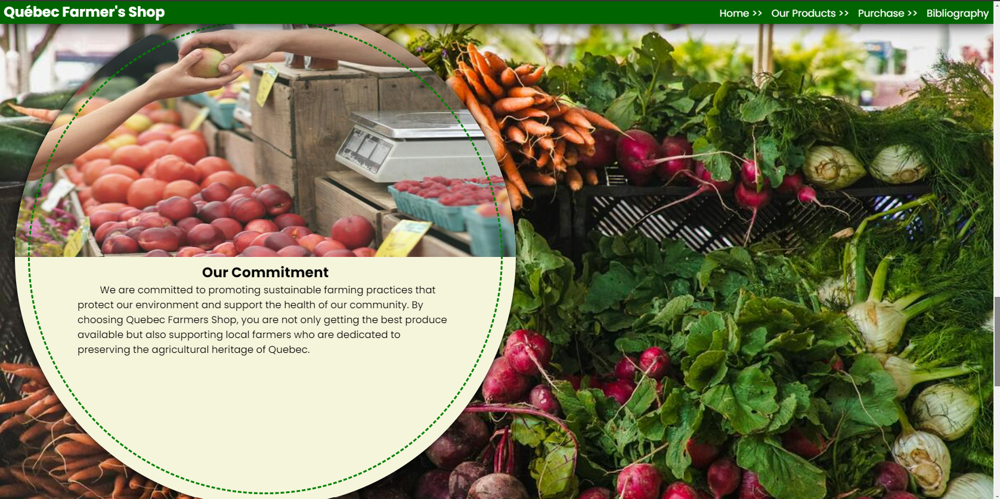 Québec Farmer's Shop
Home >> Our Products >> Purchase >> Bibliography
Our Commitment
We are committed to promoting sustainable farming practices that
protect our environment and support the health of our community. By
choosing Quebec Farmers Shop, you are not only getting the best produce
available but also supporting local farmers who are dedicated to
preserving the agricultural heritage of Quebec.